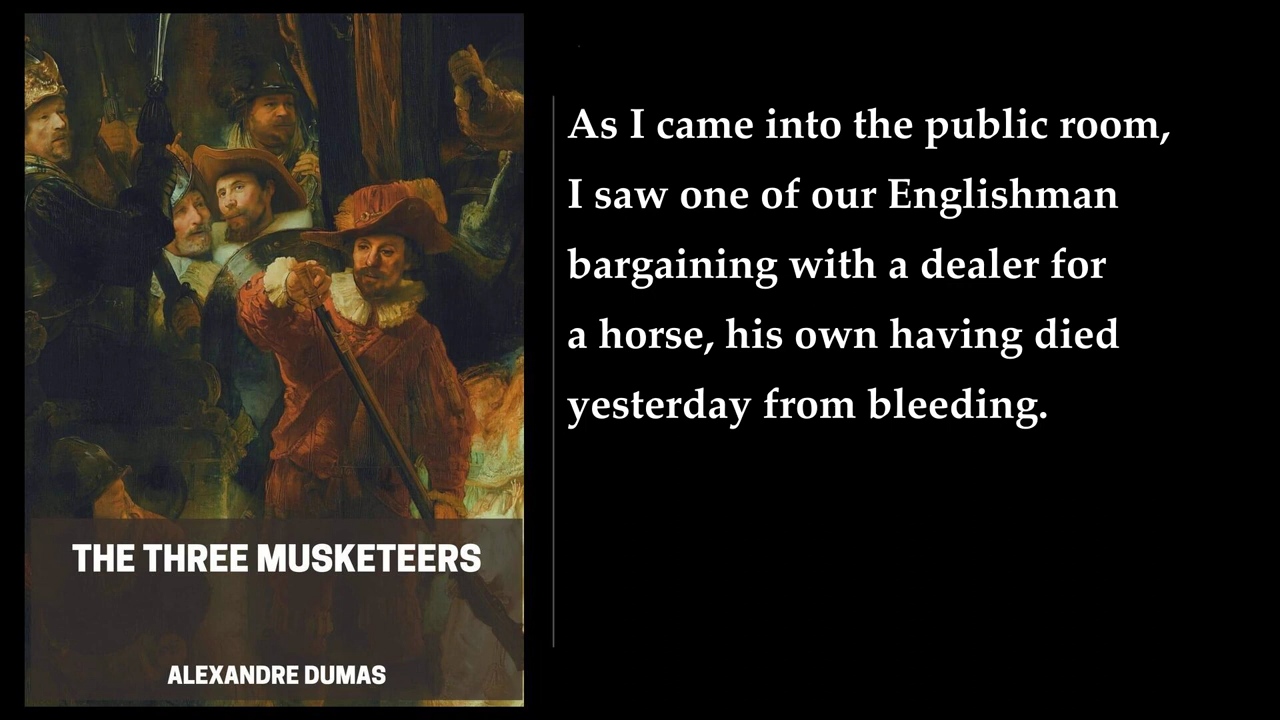 THE THREE MUSKETEERS
ALEXANDRE DUMAS
As I came into the public room,
I saw one of our Englishman
bargaining with a dealer for
a horse, his own having died
yesterday from bleeding.